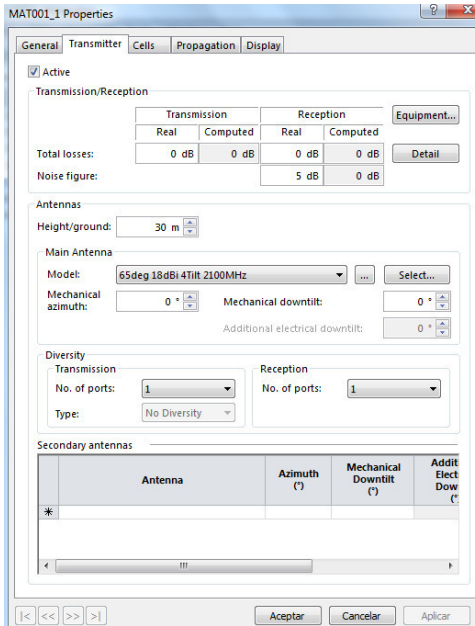 MAT001_1 Properties
General Transmitter Cells Propagation Display
Active
Transmission/Reception
Transmission Reception Equipment...
Real Computed Real Computed
Total losses: 0 dB 0 dB 0 dB 0 dB Detail
Noise figure: 5 dB 0 dB
Antennas
Height/ground: 30 m
Main Antenna
Model: 65deg 18dBi 4Tilt 2100MHz ... Select...
Mechanical azimuth: 0 ° Mechanical downtilt: 0 °
Additional electrical downtilt: 0 °
Diversity
Transmission Reception
No. of ports: 1 No. of ports: 1
Type: No Diversity
Secondary antennas
Antenna Azimuth (°) Mechanical Downtilt (°) Additi Elect Dow (°
*
|< << >> >| Aceptar Cancelar Aplicar